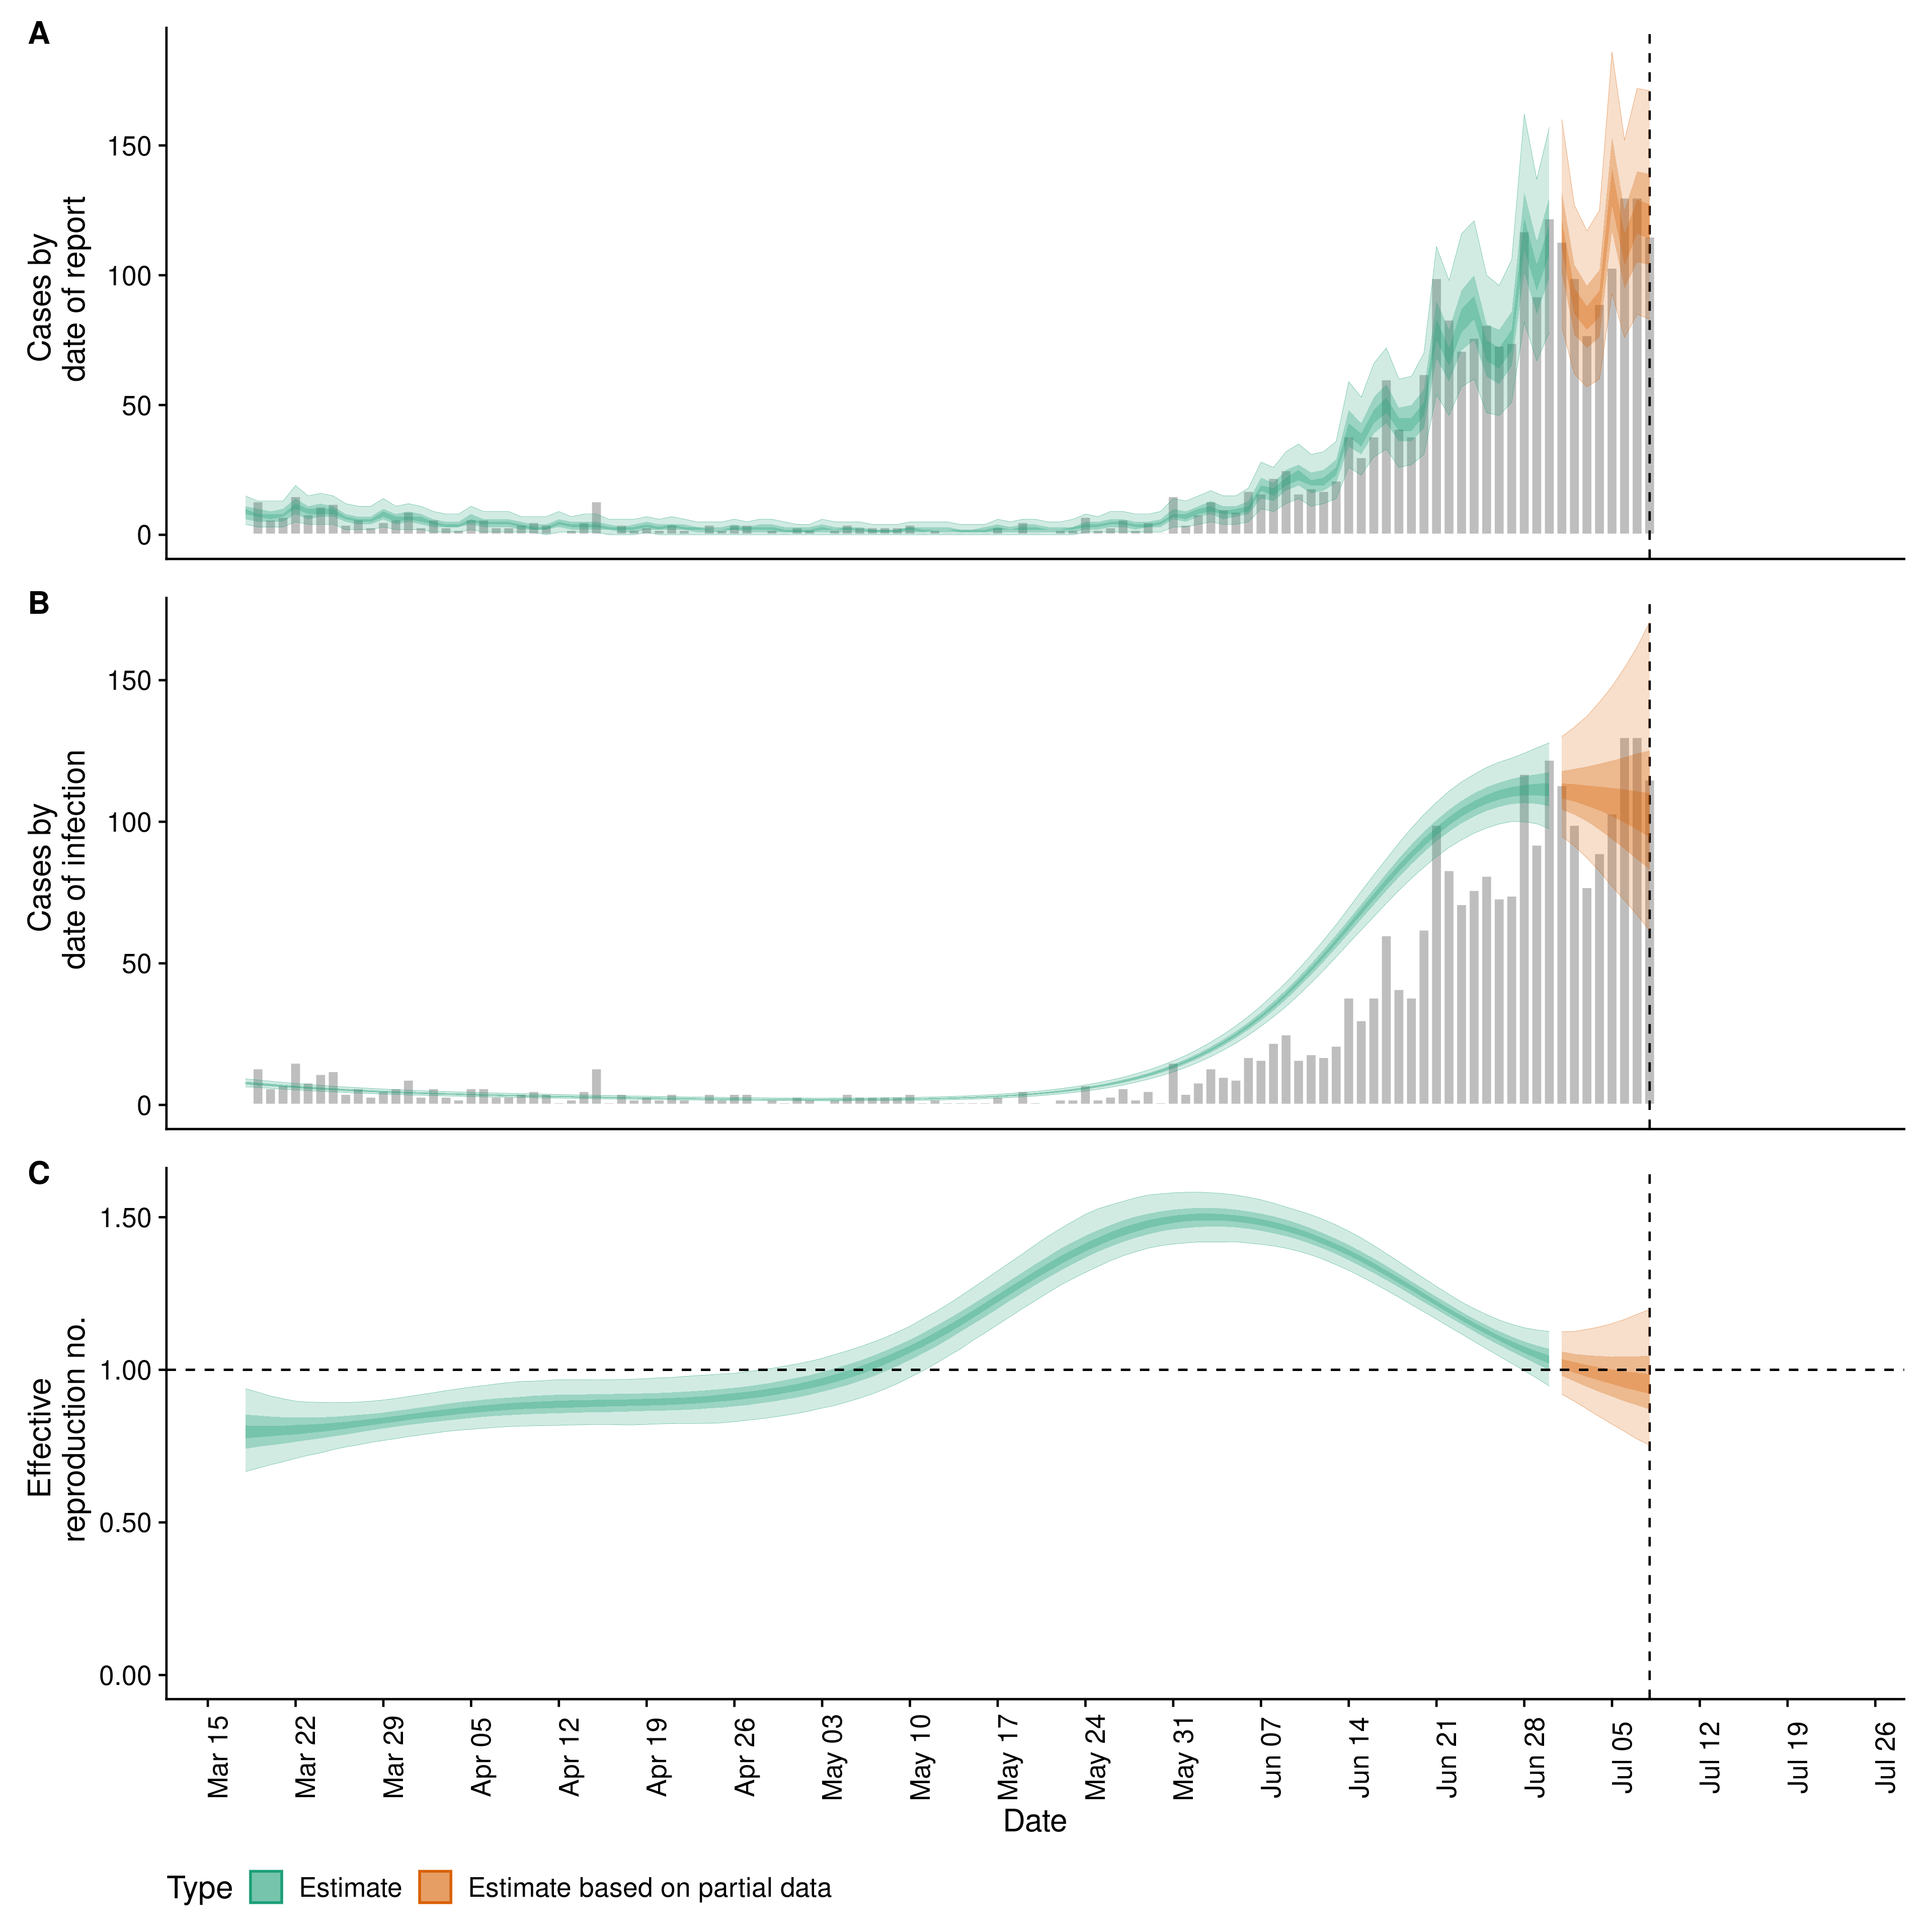 A
Cases by
date of report
150
100
50
0
B
Cases by
date of infection
150
100
50
0
C
Effective
reproduction no.
1.50
1.00
0.50
0.00
Mar 15
Mar 22
Mar 29
Apr 05
Apr 12
Apr 19
Apr 26
May 03
May 10
May 17
May 24
May 31
Jun 07
Jun 14
Jun 21
Jun 28
Jul 05
Jul 12
Jul 19
Jul 26
Date
Type Estimate Estimate based on partial data